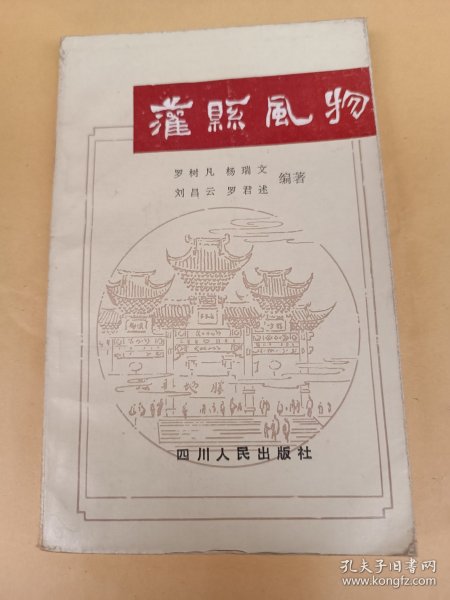 灌縣風物
罗树凡 杨瑞文
刘昌云 罗君述 编著
四川人民出版社
孔夫子旧书网
www.kongfz.com